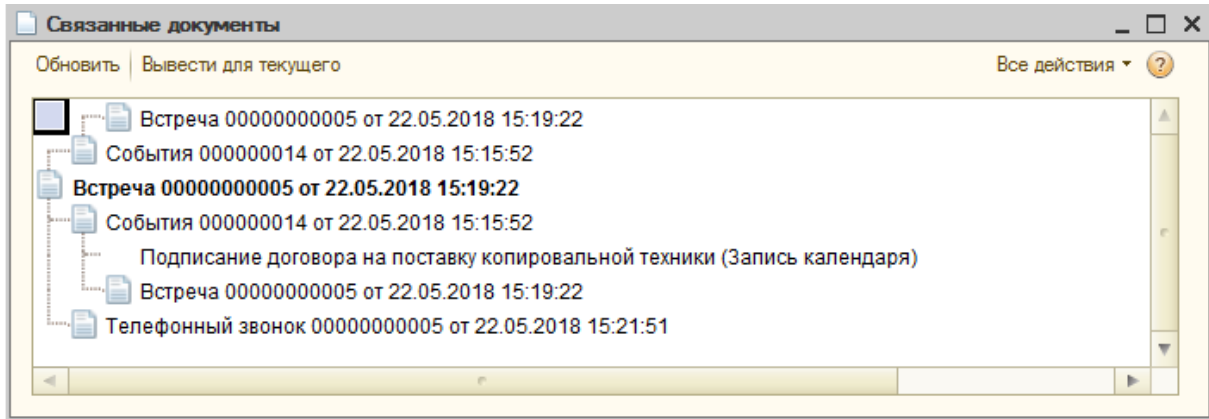 Связанные документы
Обновить Вывести для текущего Все действия ?
Встреча 00000000005 от 22.05.2018 15:19:22
События 000000014 от 22.05.2018 15:15:52
Встреча 00000000005 от 22.05.2018 15:19:22
События 000000014 от 22.05.2018 15:15:52
Подписание договора на поставку копировальной техники (Запись календаря)
Встреча 00000000005 от 22.05.2018 15:19:22
Телефонный звонок 00000000005 от 22.05.2018 15:21:51